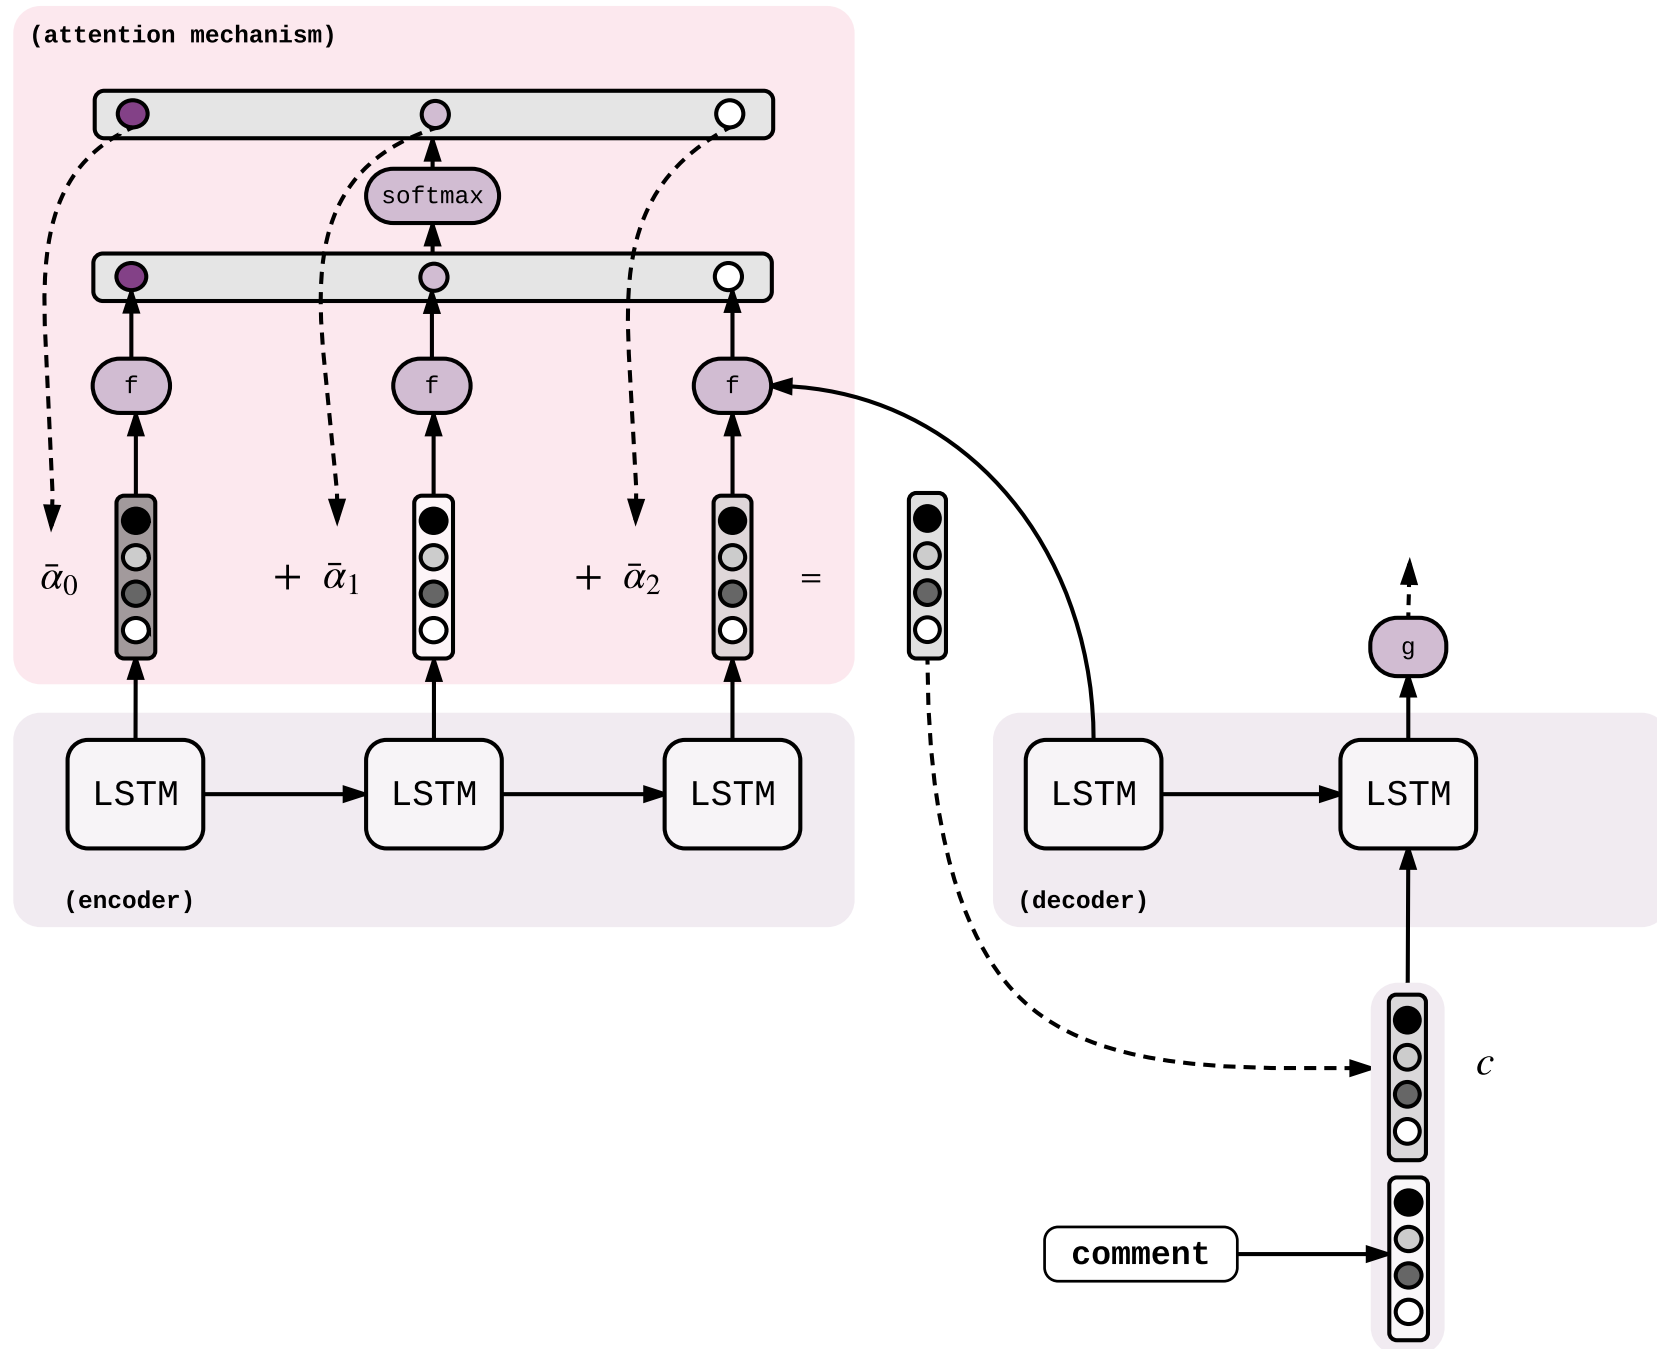 (attention mechanism)
softmax
f f f
ᾱ0 + ᾱ1 + ᾱ2 =
g
LSTM LSTM LSTM LSTM LSTM
(encoder) (decoder)
c
comment